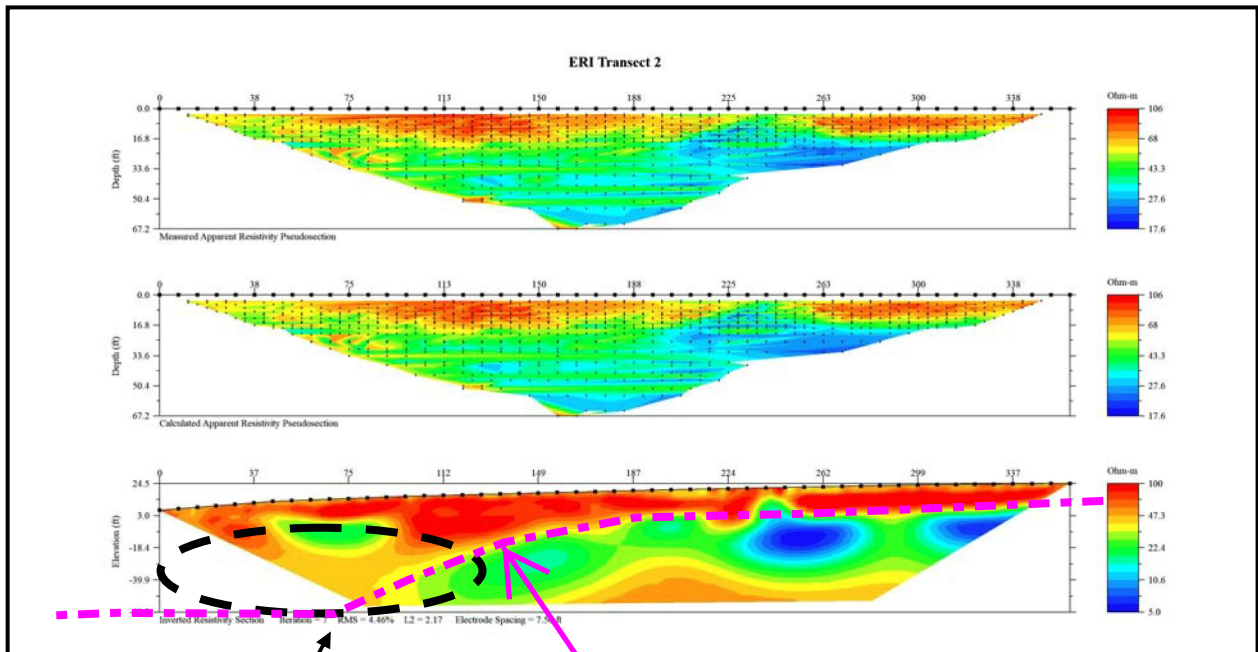 ERI Transect 2
0 38 75 113 150 188 225 263 300 338
Ohm-m
0.0
16.8
33.6
50.4
67.2
Depth (ft)
106
68
43.3
27.6
17.6
Measured Apparent Resistivity Pseudosection
0 38 75 113 150 188 225 263 300 338
Ohm-m
0.0
16.8
33.6
50.4
67.2
Depth (ft)
106
68
43.3
27.6
17.6
Calculated Apparent Resistivity Pseudosection
0 37 75 112 149 187 224 262 299 337
Ohm-m
24.5
3.0
-18.4
-39.9
Elevation (ft)
100
47.3
22.4
10.6
5.0
Inverted Resistivity Section Iteration = 7 RMS = 4.46% L2 = 2.17 Electrode Spacing = ft